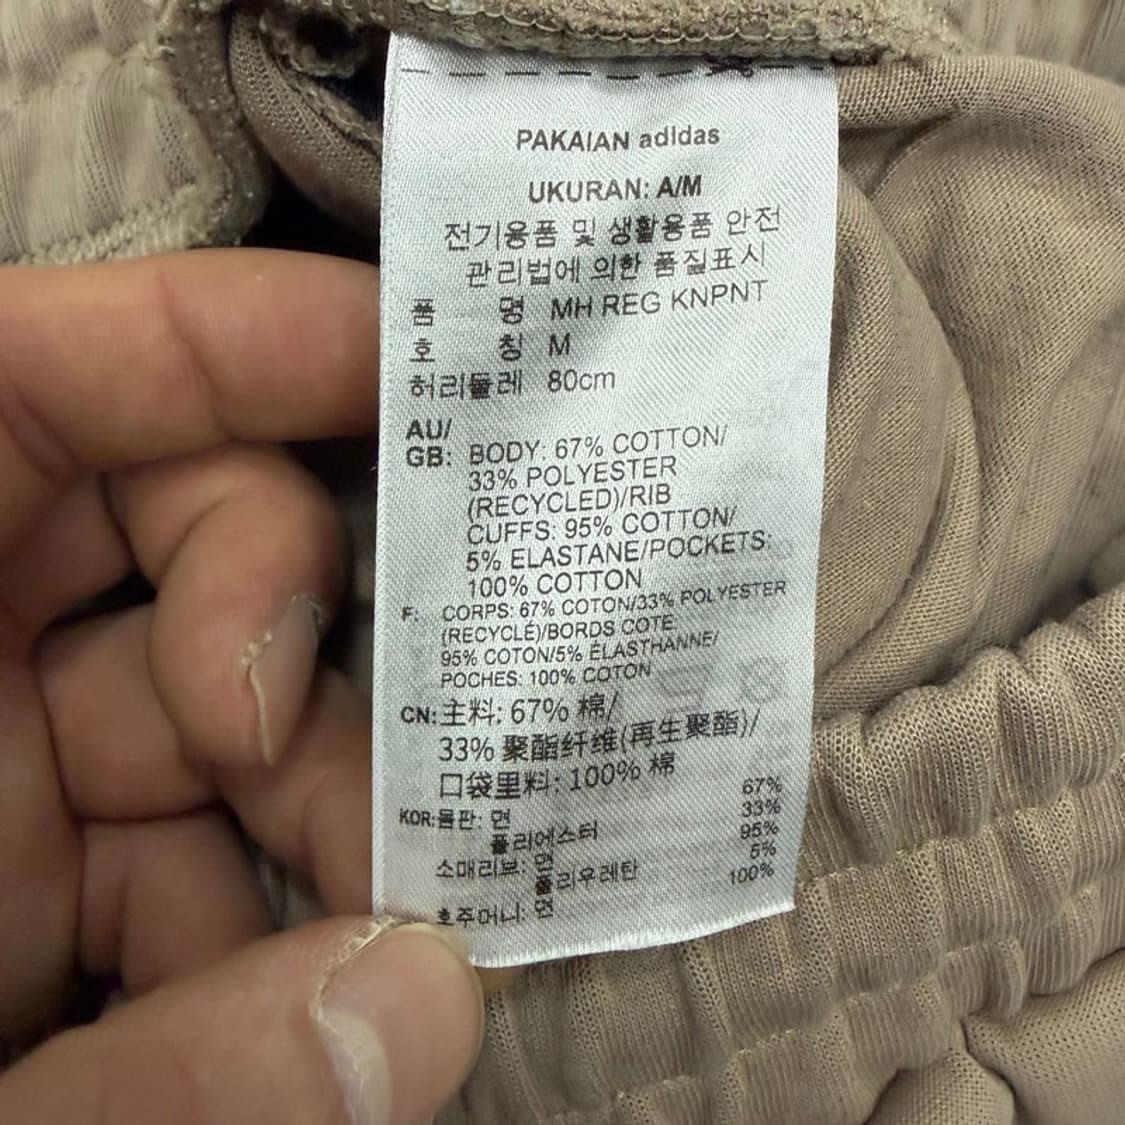 PAKAIAN adidas
UKURAN: A/M
전기용품 및 생활용품 안전
관리법에 의한 품질표시
품 명 MH REG KNPNT
호 칭 M
허리둘레 80cm
AU/
GB: BODY: 67% COTTON/
33% POLYESTER
(RECYCLED)/RIB
CUFFS: 95% COTTON/
5% ELASTANE/POCKETS:
100% COTTON
F: CORPS: 67% COTON/33% POLYESTER
(RECYCLÉ)/BORDS COTE:
95% COTON/5% ÉLASTHANNE/
POCHES: 100% COTON
CN: 主料: 67% 棉/
33% 聚酯纤维(再生聚酯)/
口袋里料: 100% 棉
KOR: 몸판: 면 67%
폴리에스터 33%
소매리브: 면 95%
폴리우레탄 5%
호주머니: 면 100%